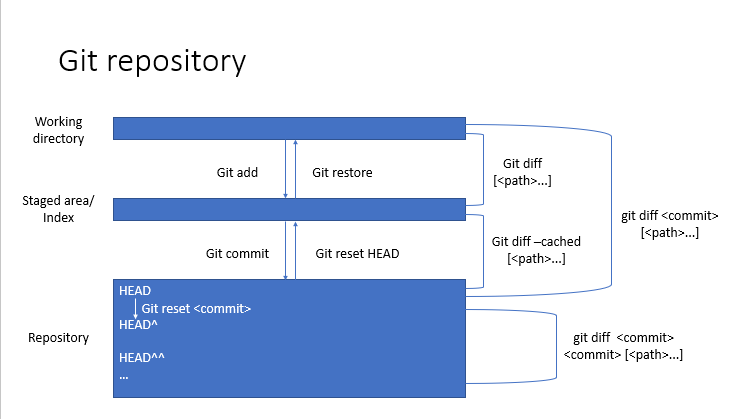 Git repository
Working
directory
Git add
Git restore
Git diff
[<path>...]
Staged area/
Index
git diff <commit>
[<path>...]
Git commit
Git reset HEAD
Git diff –cached
[<path>...]
HEAD
Git reset <commit>
HEAD^
Repository
HEAD^^
...
git diff  <commit>
<commit> [<path>...]